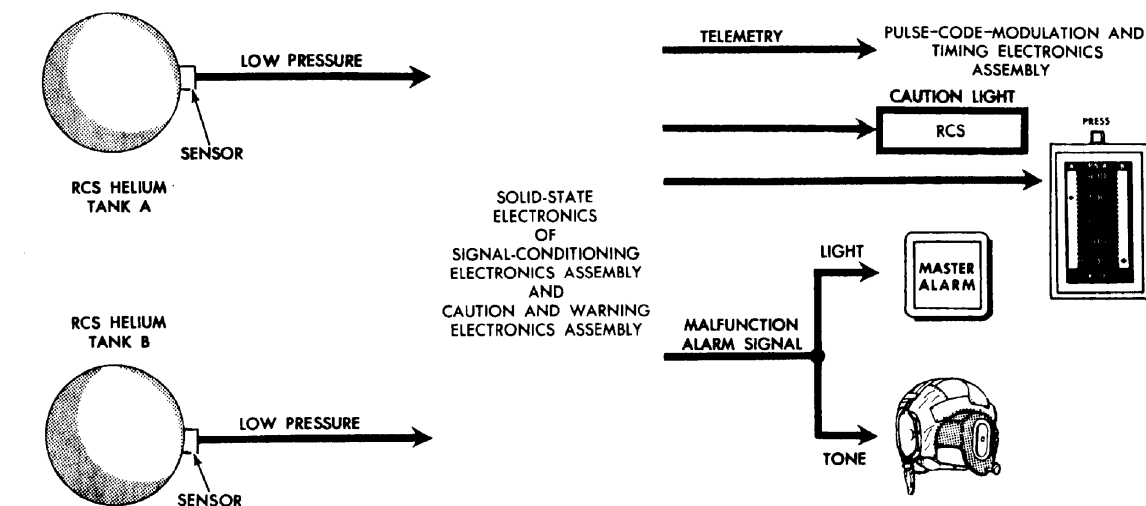 LOW PRESSURE
SENSOR
RCS HELIUM
TANK A
RCS HELIUM
TANK B
LOW PRESSURE
SENSOR
SOLID-STATE
ELECTRONICS
OF
SIGNAL-CONDITIONING
ELECTRONICS ASSEMBLY
AND
CAUTION AND WARNING
ELECTRONICS ASSEMBLY
TELEMETRY
PULSE-CODE-MODULATION AND
TIMING ELECTRONICS
ASSEMBLY
CAUTION LIGHT
RCS
PRESS
LIGHT
MASTER
ALARM
MALFUNCTION
ALARM SIGNAL
TONE